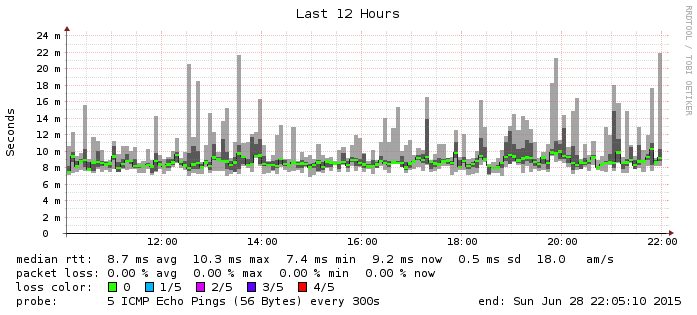 Last 12 Hours
RRDTOOL / TOBI OETIKER
Seconds
24 m
22 m
20 m
18 m
16 m
14 m
12 m
10 m
8 m
6 m
4 m
2 m
0
12:00 14:00 16:00 18:00 20:00 22:00
median rtt: 8.7 ms avg 10.3 ms max 7.4 ms min 9.2 ms now 0.5 ms sd 18.0 am/s
packet loss: 0.00 % avg 0.00 % max 0.00 % min 0.00 % now
loss color: 0 1/5 2/5 3/5 4/5
probe: 5 ICMP Echo Pings (56 Bytes) every 300s end: Sun Jun 28 22:05:10 2015